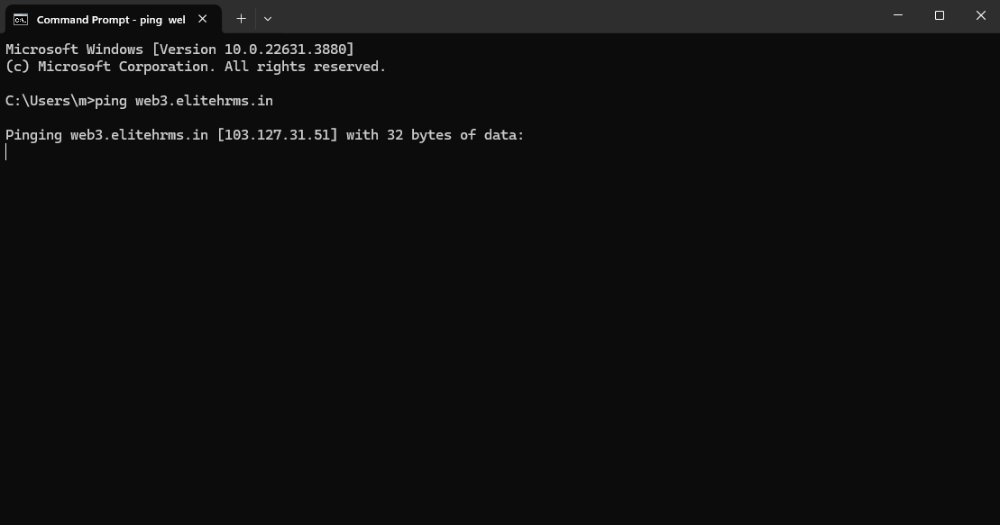 Command Prompt - ping wel
Microsoft Windows [Version 10.0.22631.3880]
(c) Microsoft Corporation. All rights reserved.
C:\Users\m>ping web3.elitehrms.in
Pinging web3.elitehrms.in [103.127.31.51] with 32 bytes of data: